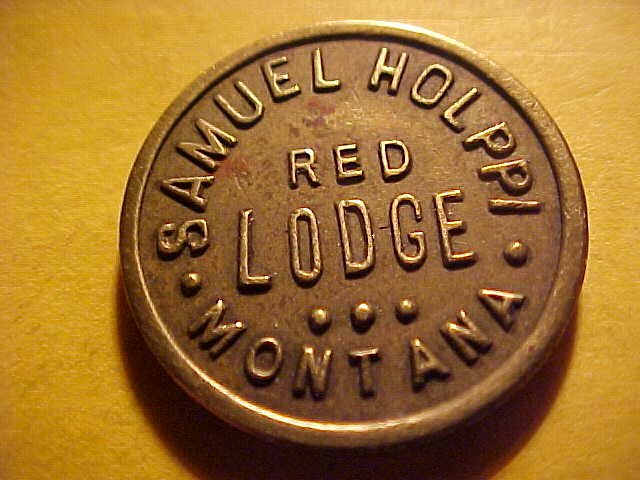 SAMUEL HOLPPI
RED
LODGE
MONTANA